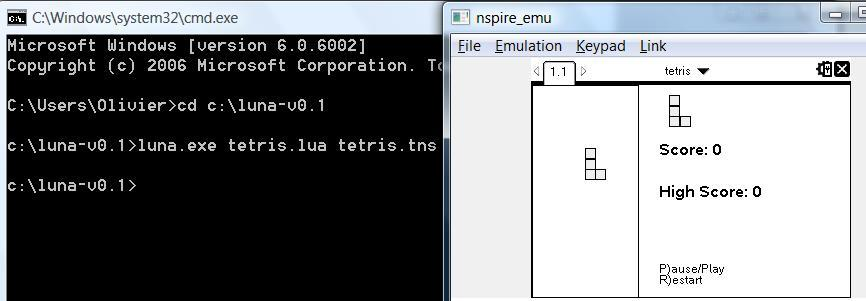 C:\Windows\system32\cmd.exe
Microsoft Windows [version 6.0.6002]
Copyright (c) 2006 Microsoft Corporation.
C:\Users\Olivier>cd c:\luna-v0.1
c:\luna-v0.1>luna.exe tetris.lua tetris.tns
c:\luna-v0.1>
nspire_emu
File Emulation Keypad Link
1.1 tetris
Score: 0
High Score: 0
P)ause/Play
R)estart